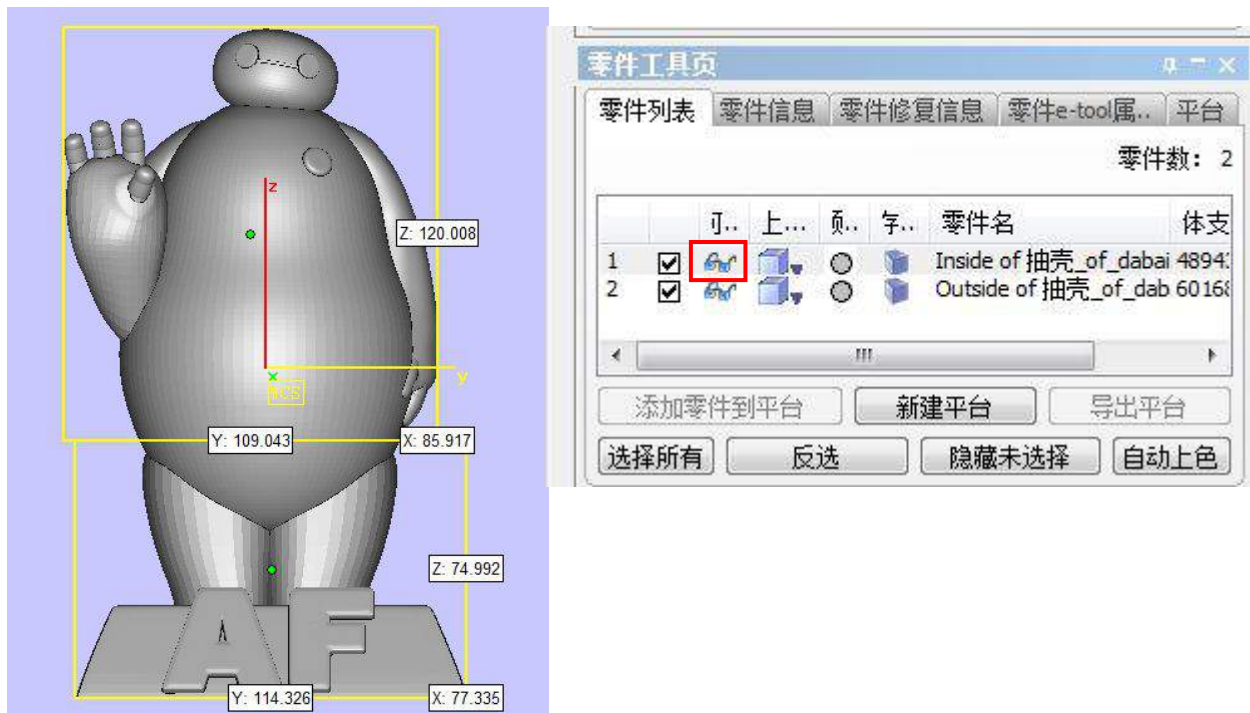 z
Z: 120.008
y
x
WCS
Y: 109.043
X: 85.917
Z: 74.992
AF
Y: 114.326
X: 77.335
零件工具页
零件列表 零件信息 零件修复信息 零件e-tool属.. 平台
零件数: 2
零件名 体支
1 Inside of 抽壳_of_dabai 4894
2 Outside of 抽壳_of_dab 6016
添加零件到平台 新建平台 导出平台
选择所有 反选 隐藏未选择 自动上色